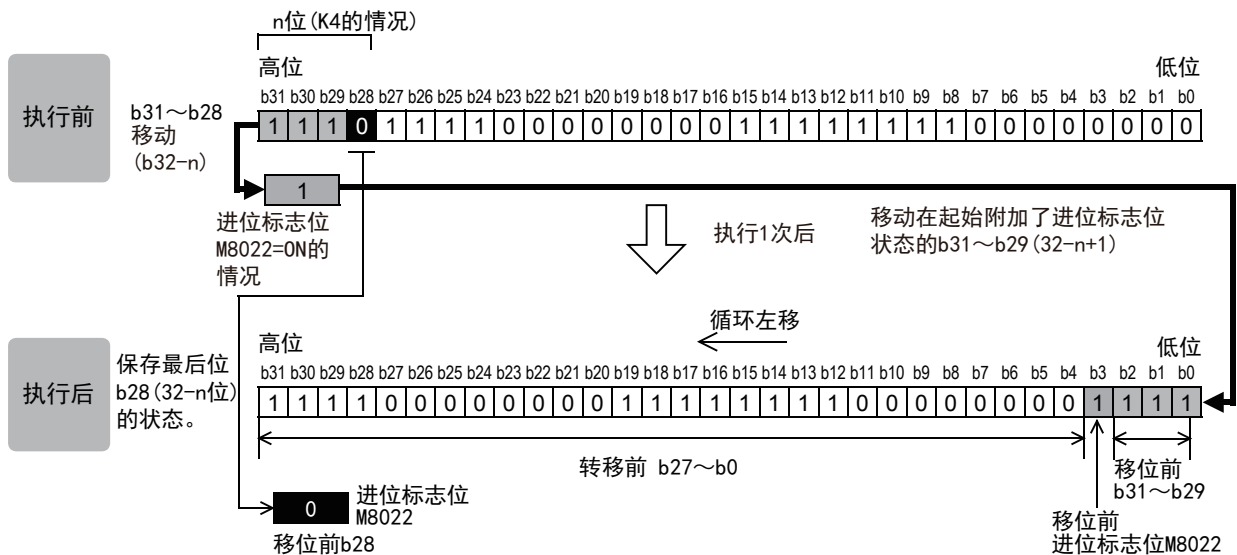 n位(K4的情况)
高位
低位
b31 b30 b29 b28 b27 b26 b25 b24 b23 b22 b21 b20 b19 b18 b17 b16 b15 b14 b13 b12 b11 b10 b9 b8 b7 b6 b5 b4 b3 b2 b1 b0
执行前
b31～b28
移动
(b32-n)
1 1 1 0 1 1 1 1 0 0 0 0 0 0 0 0 1 1 1 1 1 1 1 1 0 0 0 0 0 0 0 0
1
进位标志位
M8022=ON的
情况
执行1次后
移动在起始附加了进位标志位
状态的b31～b29(32-n+1)
循环左移
高位
低位
执行后
保存最后位
b28(32-n位)
的状态。
b31 b30 b29 b28 b27 b26 b25 b24 b23 b22 b21 b20 b19 b18 b17 b16 b15 b14 b13 b12 b11 b10 b9 b8 b7 b6 b5 b4 b3 b2 b1 b0
1 1 1 1 0 0 0 0 0 0 0 0 1 1 1 1 1 1 1 1 0 0 0 0 0 0 0 0 1 1 1 1
转移前 b27～b0
移位前
b31～b29
0
进位标志位
M8022
移位前b28
移位前
进位标志位M8022